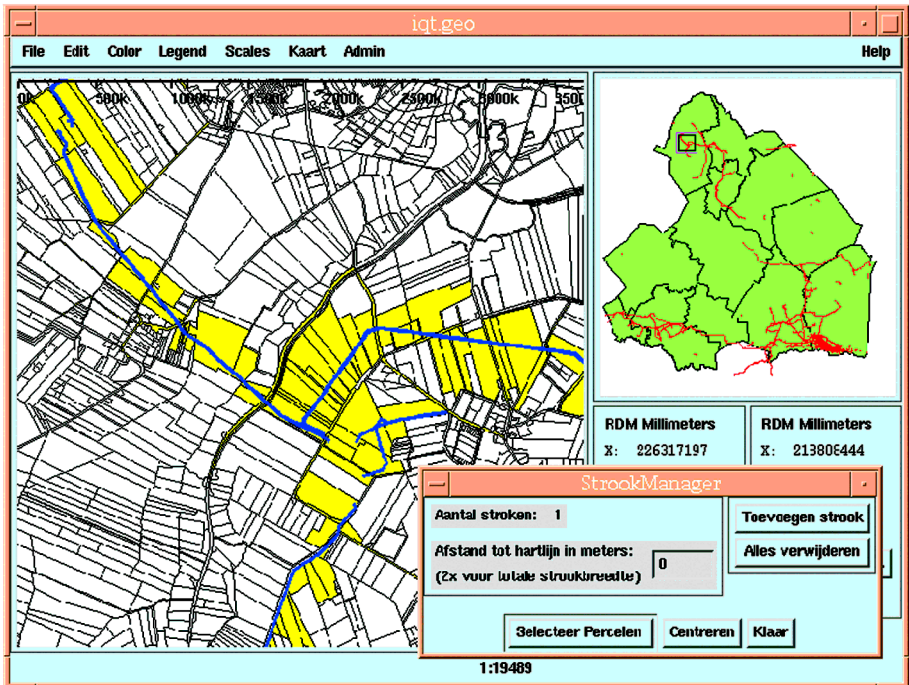 iqt.geo
File Edit Color Legend Scales Kaart Admin Help
0k 500k 1000k 1500k 2000k 2500k 3000k 350
RDM Millimeters
X: 226317197
RDM Millimeters
X: 213806444
StrookManager
Aantal stroken: 1
Afstand tot hartlijn in meters:
(2x voor totale strookbreedte)
0
Toevoegen strook
Alles verwijderen
Selecteer Percelen Centreren Klaar
1:19489